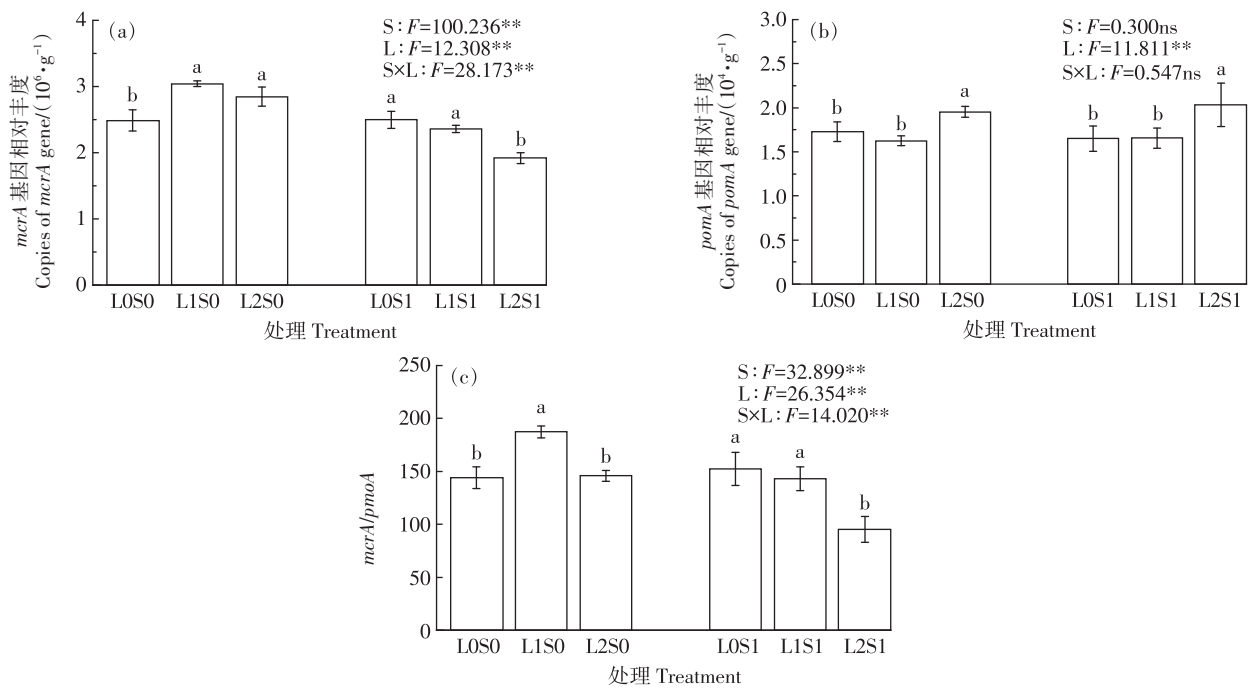 (a)
S:F=100.236**
L:F=12.308**
S×L:F=28.173**
mcrA 基因相对丰度
Copies of mcrA gene/(10⁶·g⁻¹)
4
3
2
1
0
b
a
a
a
a
b
L0S0 L1S0 L2S0 L0S1 L1S1 L2S1
处理 Treatment
(b)
S:F=0.300ns
L:F=11.811**
S×L:F=0.547ns
pomA 基因相对丰度
Copies of pomA gene/(10⁴·g⁻¹)
3.0
2.5
2.0
1.5
1.0
0.5
0
b
b
a
b
b
a
L0S0 L1S0 L2S0 L0S1 L1S1 L2S1
处理 Treatment
(c)
S:F=32.899**
L:F=26.354**
S×L:F=14.020**
mcrA/pmoA
250
200
150
100
50
0
b
a
b
a
a
b
L0S0 L1S0 L2S0 L0S1 L1S1 L2S1
处理 Treatment